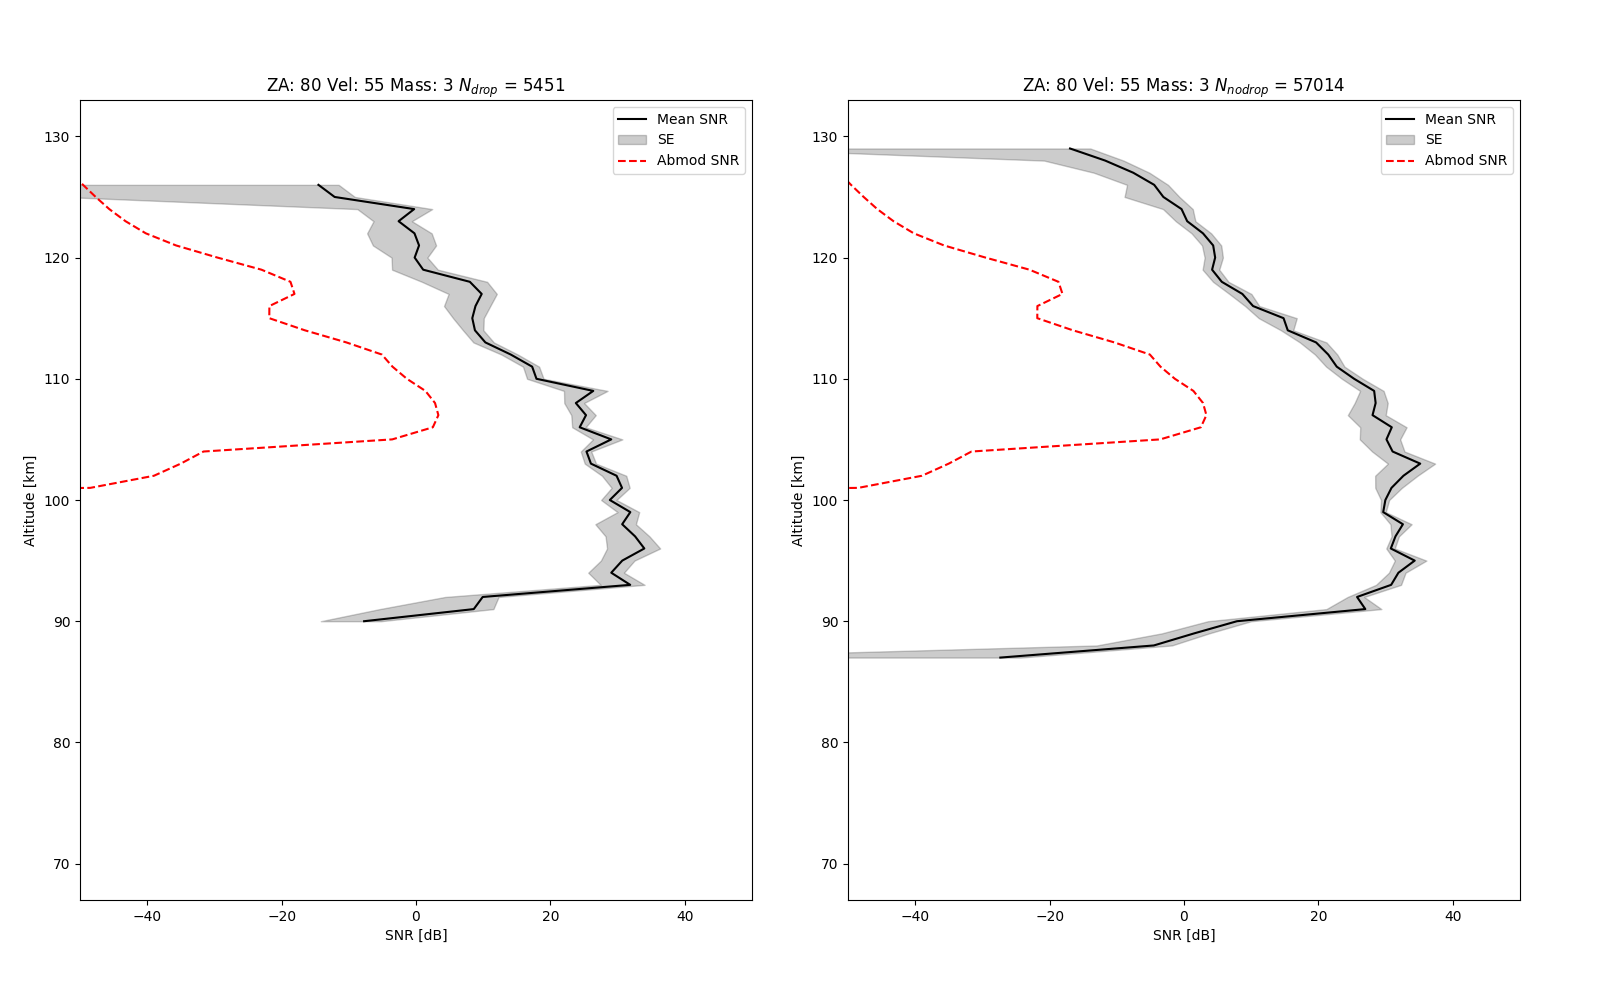 ZA: 80 Vel: 55 Mass: 3 N_drop = 5451
Mean SNR
SE
Abmod SNR
130
120
110
100
90
80
70
Altitude [km]
−40
−20
0
20
40
SNR [dB]
ZA: 80 Vel: 55 Mass: 3 N_nodrop = 57014
Mean SNR
SE
Abmod SNR
130
120
110
100
90
80
70
Altitude [km]
−40
−20
0
20
40
SNR [dB]